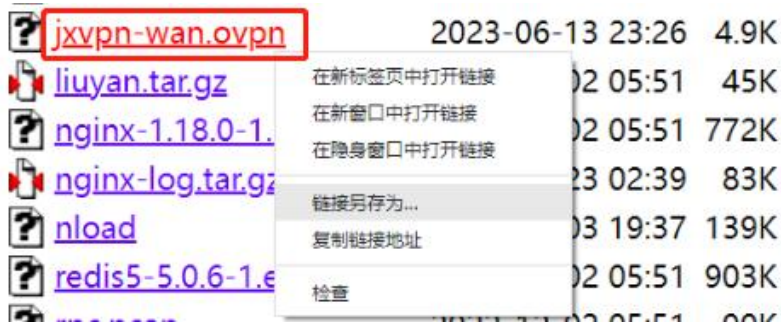 jxvpn-wan.ovpn 2023-06-13 23:26 4.9K
在新标签页中打开链接
liuyan.tar.gz 02 05:51 45K
在新窗口中打开链接
nginx-1.18.0-1. 02 05:51 772K
在隐身窗口中打开链接
nginx-log.tar.gz 23 02:39 83K
链接另存为...
nload 03 19:37 139K
复制链接地址
redis5-5.0.6-1.e 02 05:51 903K
检查